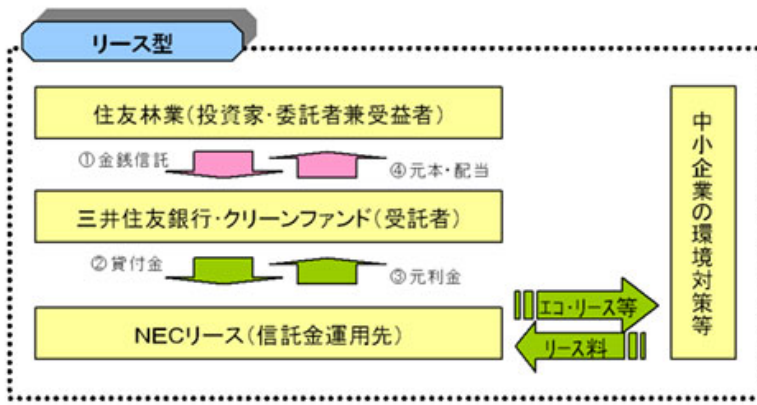 リース型
住友林業(投資家・委託者兼受益者)
①金銭信託
④元本・配当
三井住友銀行・クリーンファンド(受託者)
②貸付金
③元利金
NECリース(信託金運用先)
エコ・リース等
リース料
中小企業の環境対策等